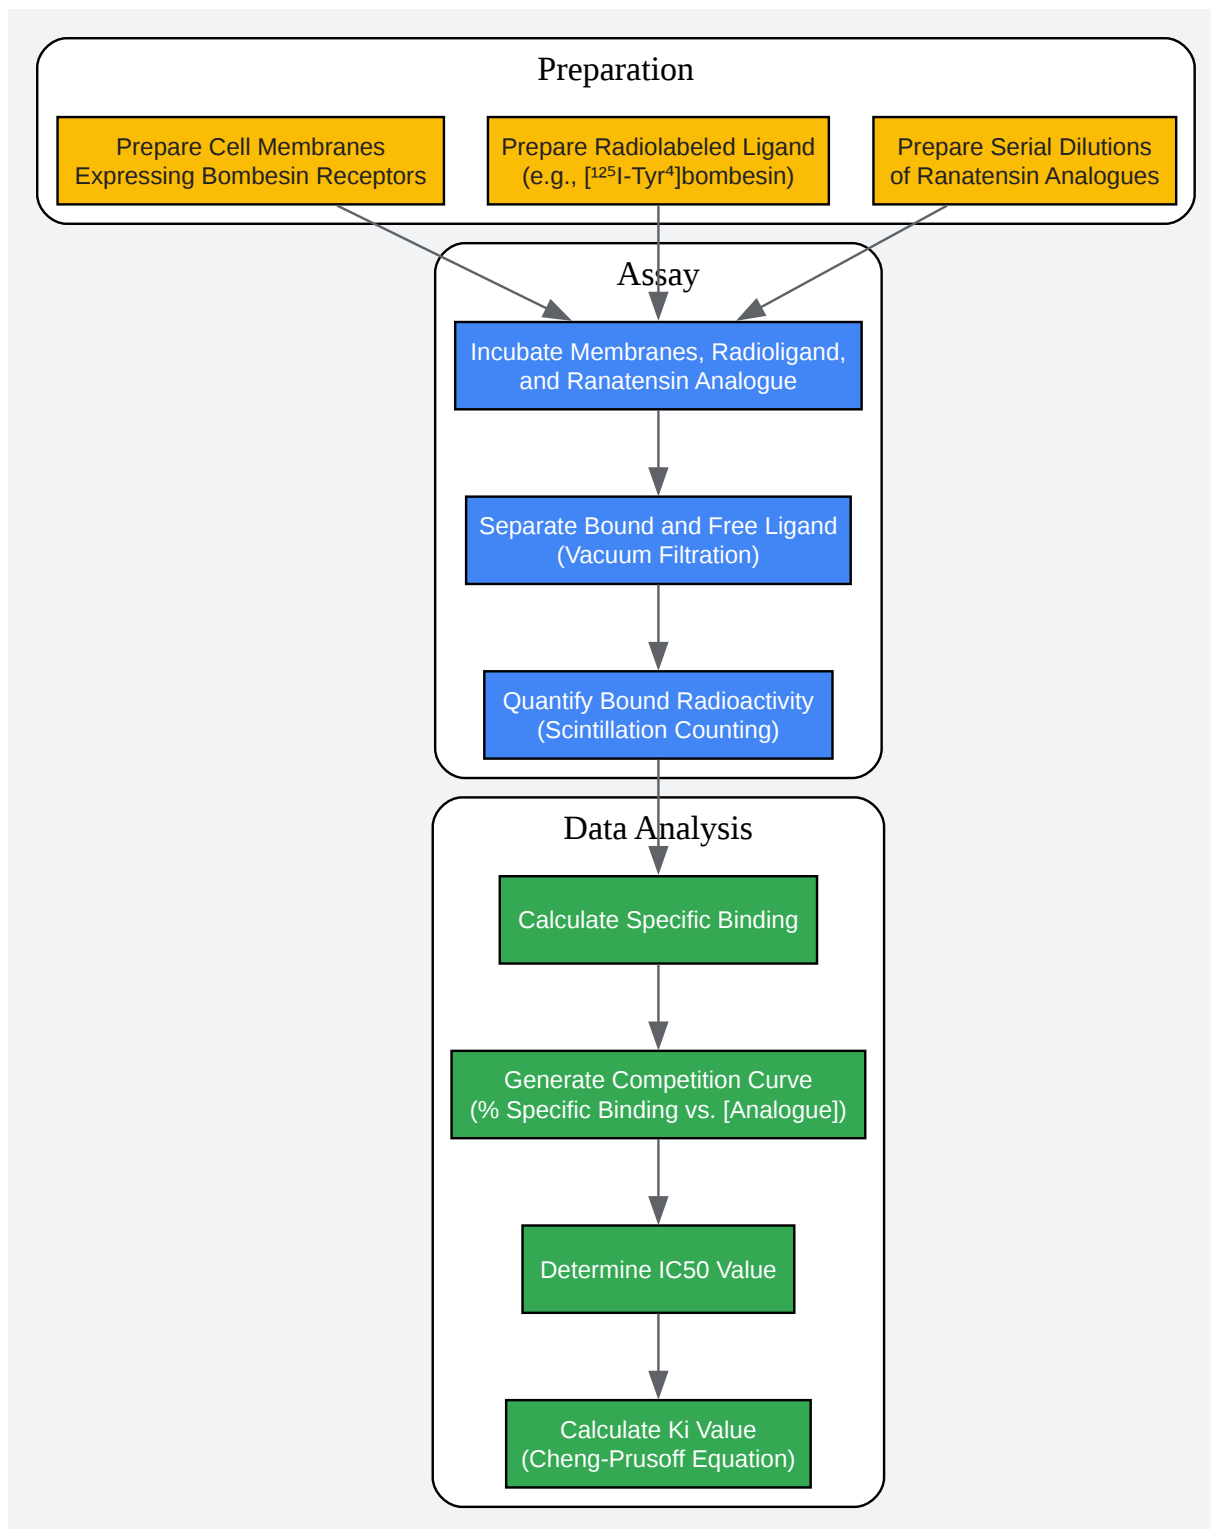 Preparation
Prepare Cell Membranes
Expressing Bombesin Receptors
Prepare Radiolabeled Ligand
(e.g., [¹²⁵I-Tyr⁴]bombesin)
Prepare Serial Dilutions
of Ranatensin Analogues
Assay
Incubate Membranes, Radioligand,
and Ranatensin Analogue
Separate Bound and Free Ligand
(Vacuum Filtration)
Quantify Bound Radioactivity
(Scintillation Counting)
Data Analysis
Calculate Specific Binding
Generate Competition Curve
(% Specific Binding vs. [Analogue])
Determine IC50 Value
Calculate Ki Value
(Cheng-Prusoff Equation)